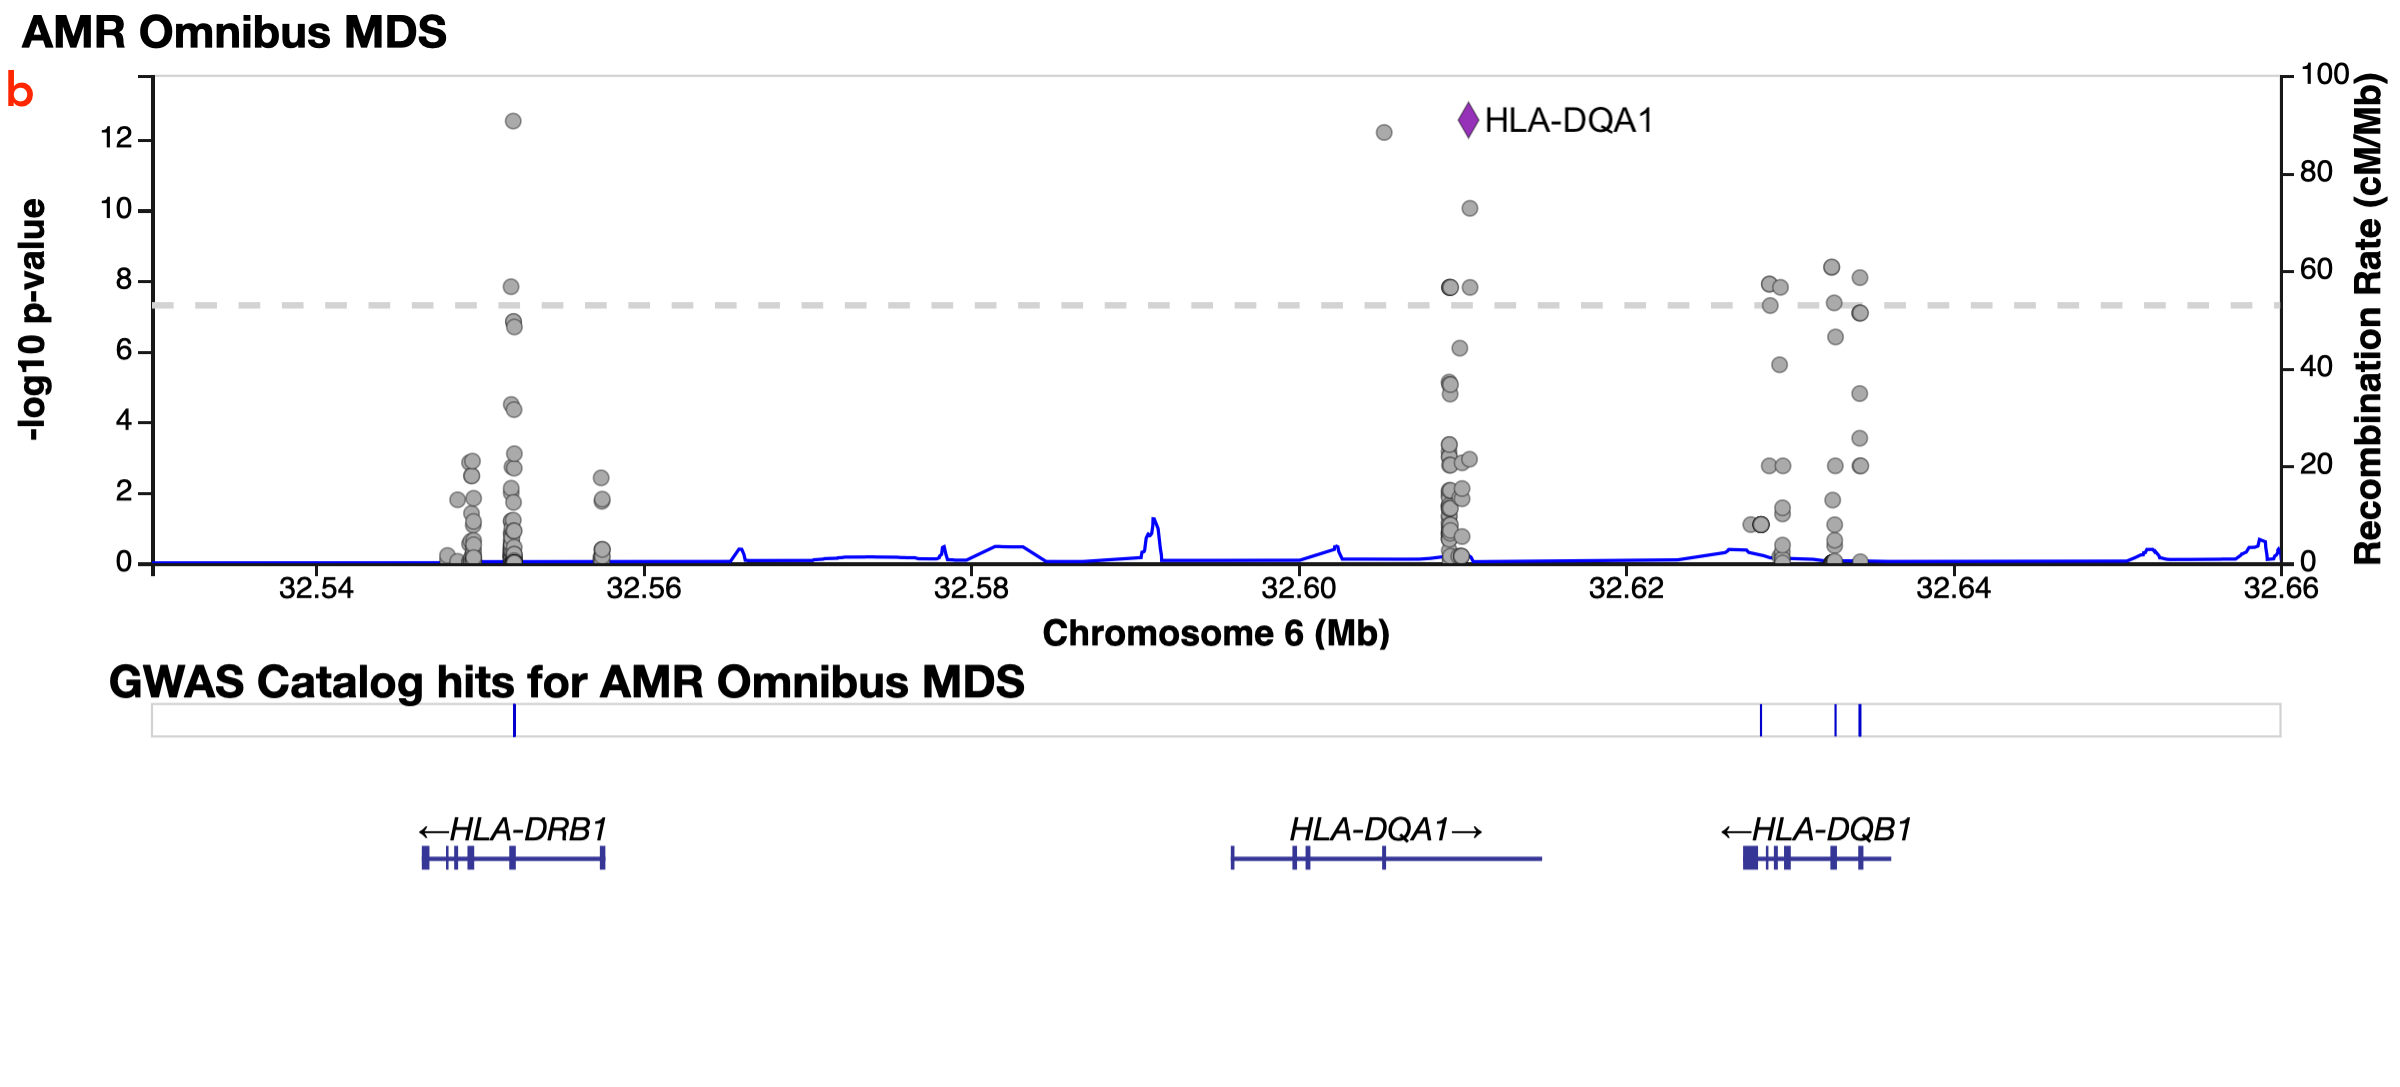 AMR Omnibus MDS
b
-log10 p-value
12
10
8
6
4
2
0
HLA-DQA1
100
80
60
40
20
0
Recombination Rate (cM/Mb)
32.54 32.56 32.58 32.60 32.62 32.64 32.66
Chromosome 6 (Mb)
GWAS Catalog hits for AMR Omnibus MDS
←HLA-DRB1 HLA-DQA1→ ←HLA-DQB1